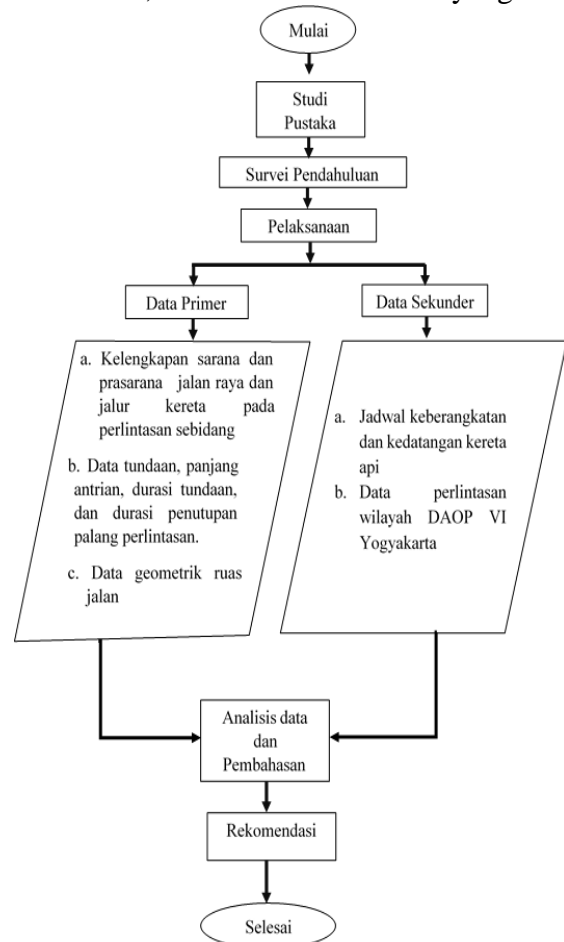 Mulai
Studi
Pustaka
Survei Pendahuluan
Pelaksanaan
Data Primer
Data Sekunder
a. Kelengkapan sarana dan
prasarana jalan raya dan
jalur kereta pada
perlintasan sebidang
b. Data tundaan, panjang
antrian, durasi tundaan,
dan durasi penutupan
palang perlintasan.
c. Data geometrik ruas
jalan
a. Jadwal keberangkatan
dan kedatangan kereta
api
b. Data perlintasan
wilayah DAOP VI
Yogyakarta
Analisis data
dan
Pembahasan
Rekomendasi
Selesai